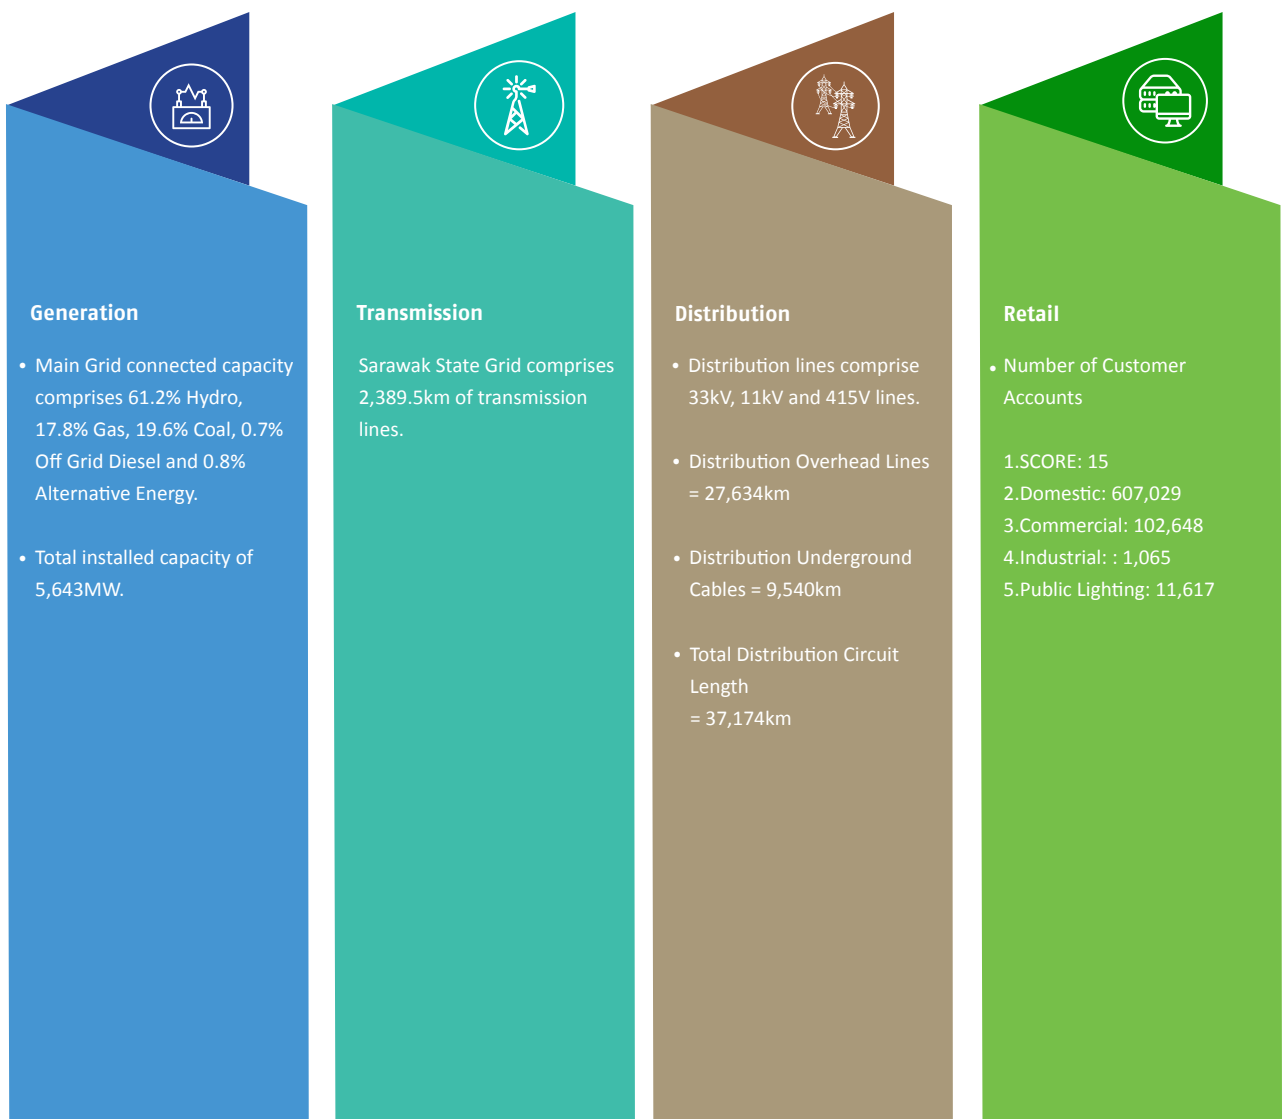 Generation
• Main Grid connected capacity
comprises 61.2% Hydro,
17.8% Gas, 19.6% Coal, 0.7%
Off Grid Diesel and 0.8%
Alternative Energy.
• Total installed capacity of
5,643MW.
Transmission
Sarawak State Grid comprises
2,389.5km of transmission
lines.
Distribution
• Distribution lines comprise
33kV, 11kV and 415V lines.
• Distribution Overhead Lines
= 27,634km
• Distribution Underground
Cables = 9,540km
• Total Distribution Circuit
Length
= 37,174km
Retail
• Number of Customer
Accounts
1.SCORE: 15
2.Domestic: 607,029
3.Commercial: 102,648
4.Industrial: : 1,065
5.Public Lighting: 11,617